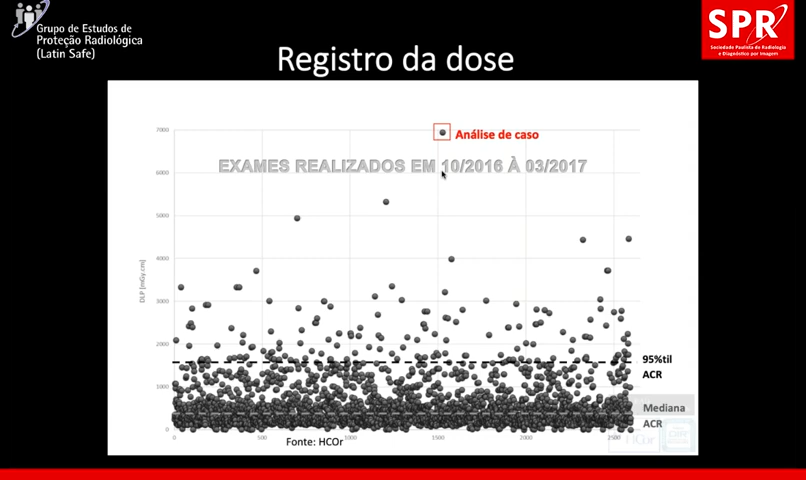 Grupo de Estudos de
Proteção Radiológica
(Latin Safe)
SPR
Sociedade Paulista de Radiologia
e Diagnóstico por Imagem
Registro da dose
7000
Análise de caso
EXAMES REALIZADOS EM 10/2016 À 03/2017
6000
5000
4000
DLP [mGy.cm]
3000
2000
95%til
ACR
1000
Mediana
ACR
0
0
500
1000
1500
2000
2500
Fonte: HCOr
HCor